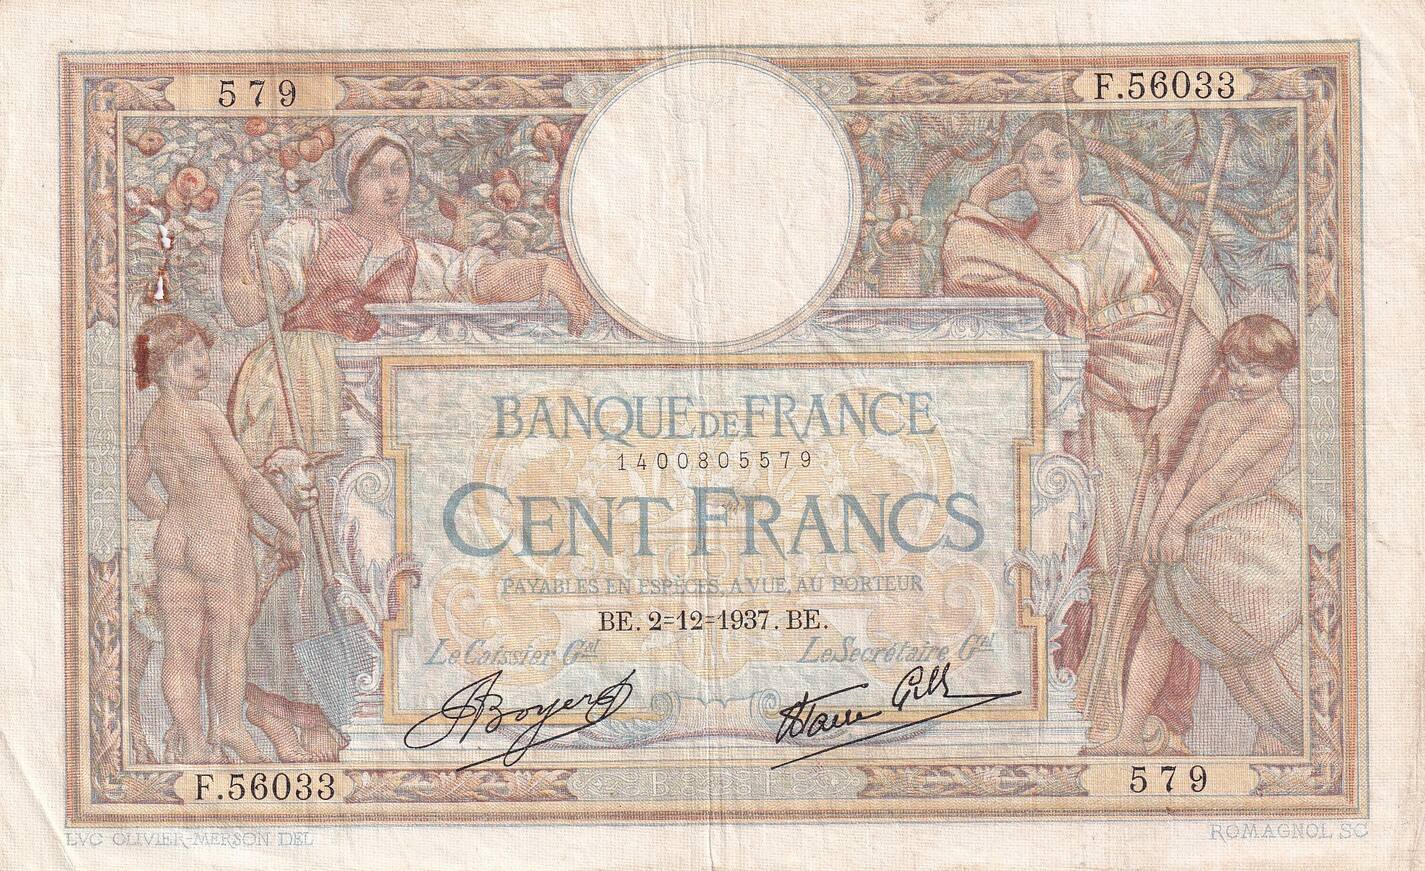 579
F.56033
BANQUE DE FRANCE
1400805579
CENT FRANCS
PAYABLES EN ESPÈCES, A VUE, AU PORTEUR
BE. 2=12=1937. BE.
Le Caissier Gal
Le Secrétaire Gal
F.56033
579
LVC OLIVIER-MERSON DEL
ROMAGNOL SC